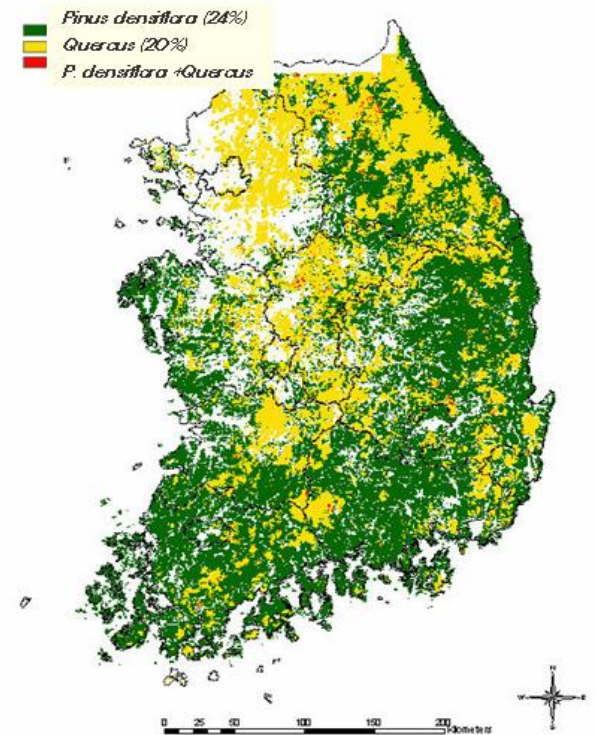 Pinus densiflora (24%)
Quercus (20%)
P. densiflora +Quercus
N
W E
S
0 25 50 100 150 200
Kilometers